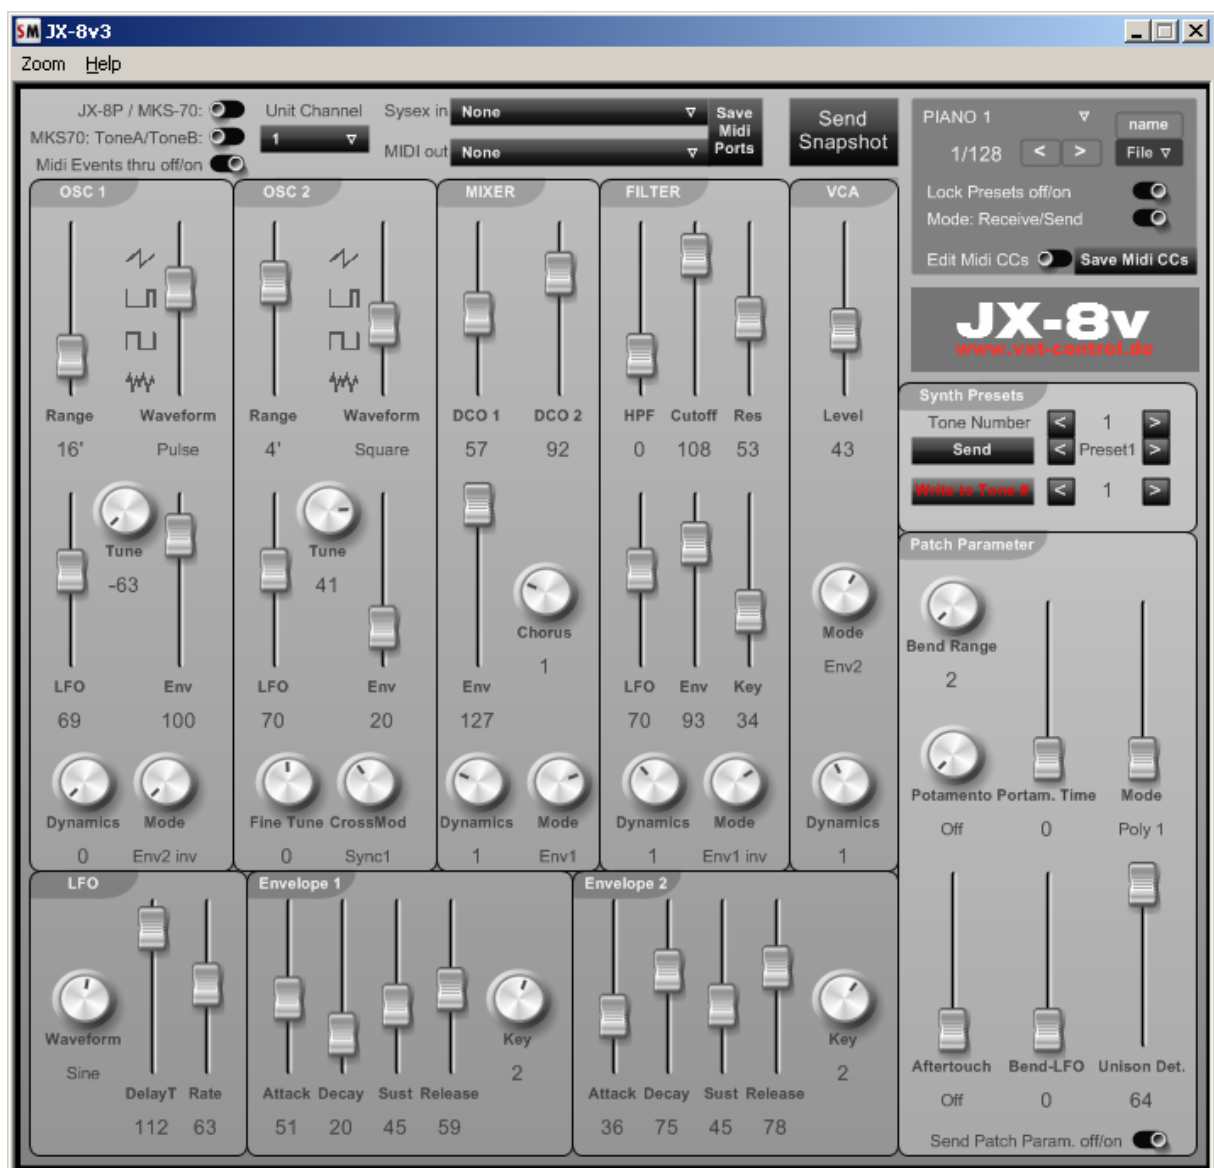 SM JX-8v3
Zoom Help
JX-8P / MKS-70: Unit Channel Sysex in None Save Midi Ports Send Snapshot PIANO 1 name
MKS70: ToneA/ToneB: 1 MIDI out None 1/128 < > File
Midi Events thru off/on
Lock Presets off/on
Mode: Receive/Send
Edit Midi CCs Save Midi CCs
JX-8v
www.vst-control.de
OSC 1 OSC 2 MIXER FILTER VCA
Range Waveform Range Waveform DCO 1 DCO 2 HPF Cutoff Res Level
16' Pulse 4' Square 57 92 0 108 53 43
Tune Tune
-63 41
Chorus Mode
1 Env2
LFO Env LFO Env Env LFO Env Key
69 100 70 20 127 70 93 34
Dynamics Mode Fine Tune CrossMod Dynamics Mode Dynamics Mode Dynamics
0 Env2 inv 0 Sync1 1 Env1 1 Env1 inv 1
Synth Presets
Tone Number < 1 >
Send < Preset1 >
Write to Tone # < 1 >
Patch Parameter
Bend Range
2
Potamento Portam. Time Mode
Off 0 Poly 1
Aftertouch Bend-LFO Unison Det.
Off 0 64
Send Patch Param. off/on
LFO Envelope 1 Envelope 2
Waveform Key Key
Sine 2 2
DelayT Rate Attack Decay Sust Release Attack Decay Sust Release
112 63 51 20 45 59 36 75 45 78